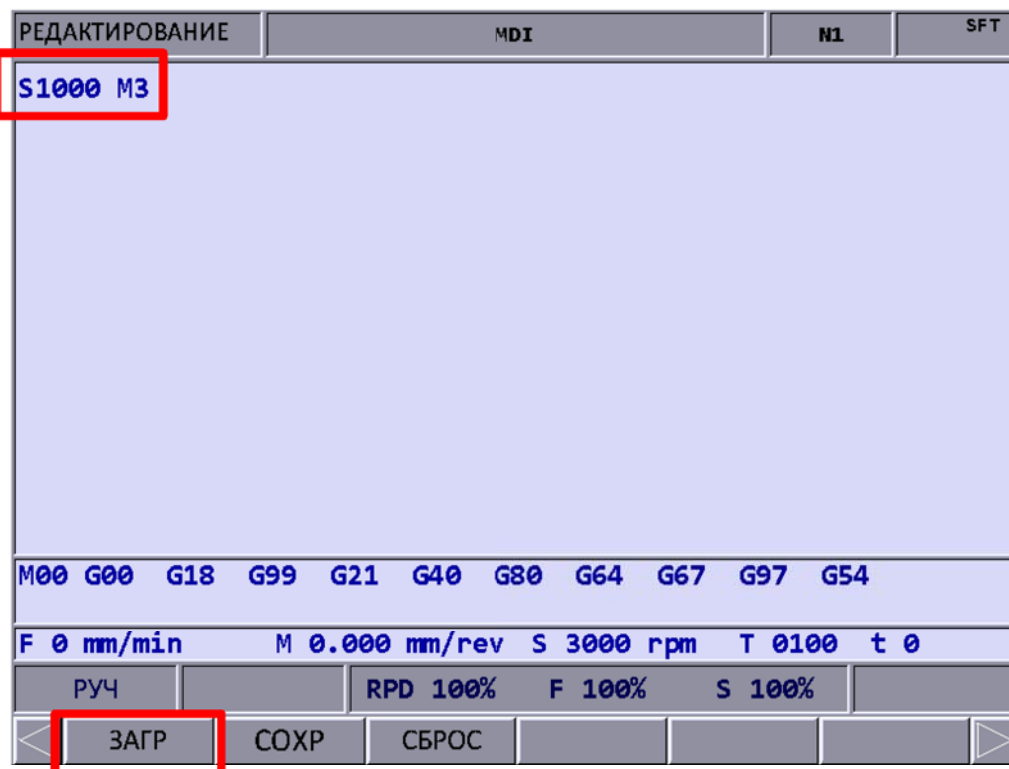 РЕДАКТИРОВАНИЕ MDI N1 SFT
S1000 M3
M00 G00 G18 G99 G21 G40 G80 G64 G67 G97 G54
F 0 mm/min M 0.000 mm/rev S 3000 rpm T 0100 t 0
РУЧ RPD 100% F 100% S 100%
ЗАГР СОХР СБРОС